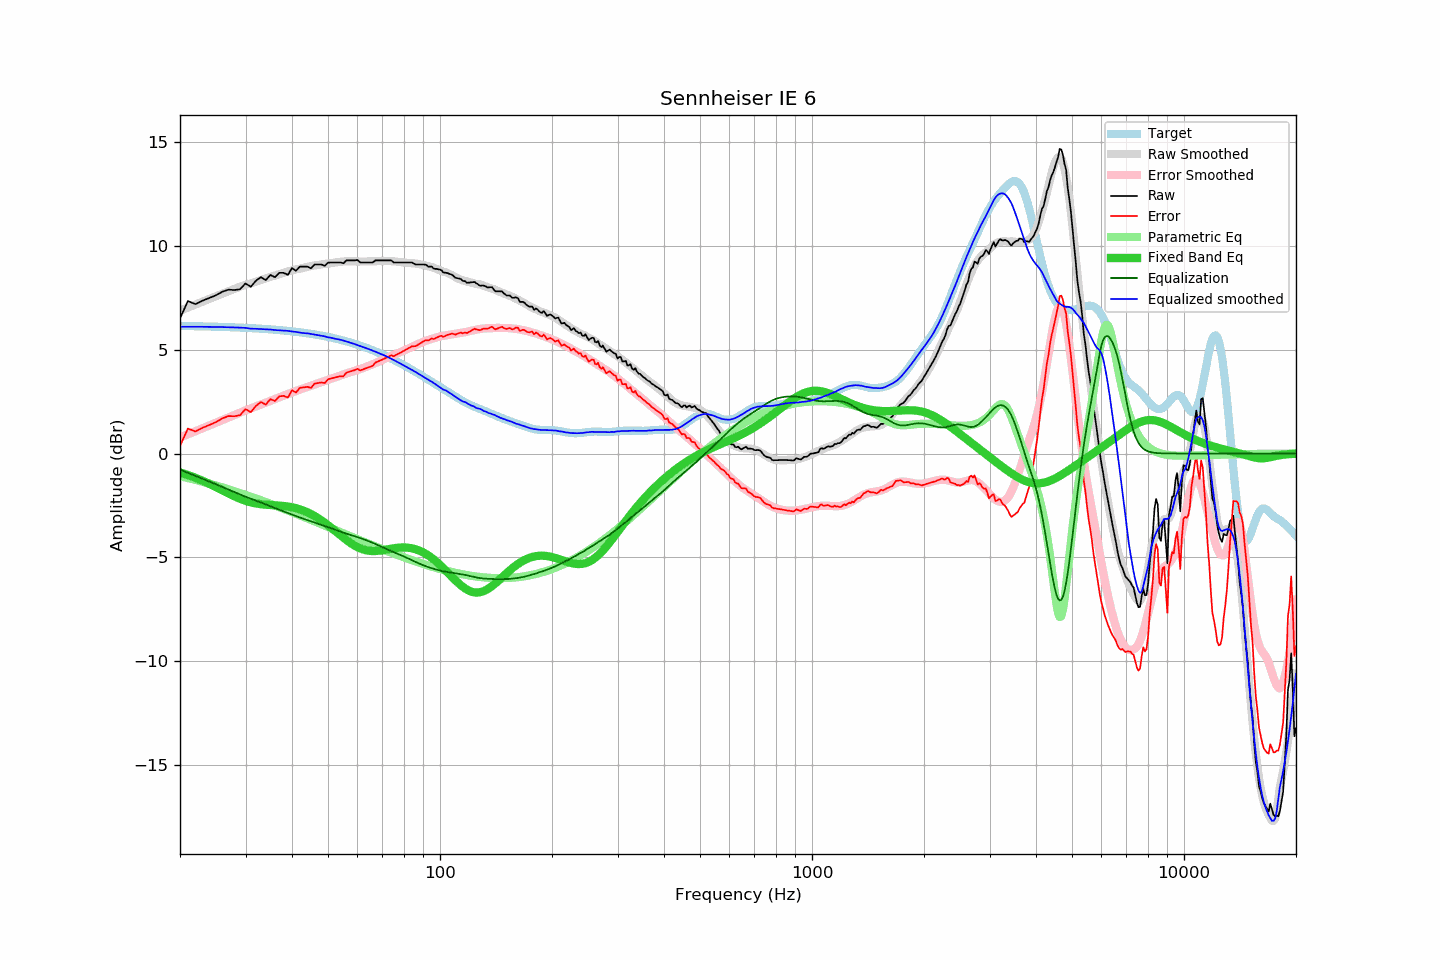 Sennheiser IE 6
Target
Raw Smoothed
Error Smoothed
Raw
Error
Parametric Eq
Fixed Band Eq
Equalization
Equalized smoothed
15
10
5
0
−5
−10
−15
Amplitude (dBr)
100
1000
10000
Frequency (Hz)